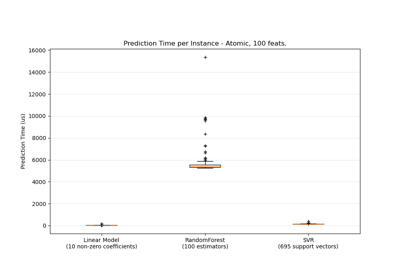 Prediction Time per Instance - Atomic, 100 feats.
16000
14000
12000
10000
8000
6000
4000
2000
0
Prediction Time (us)
Linear Model
(10 non-zero coefficients)
RandomForest
(100 estimators)
SVR
(695 support vectors)